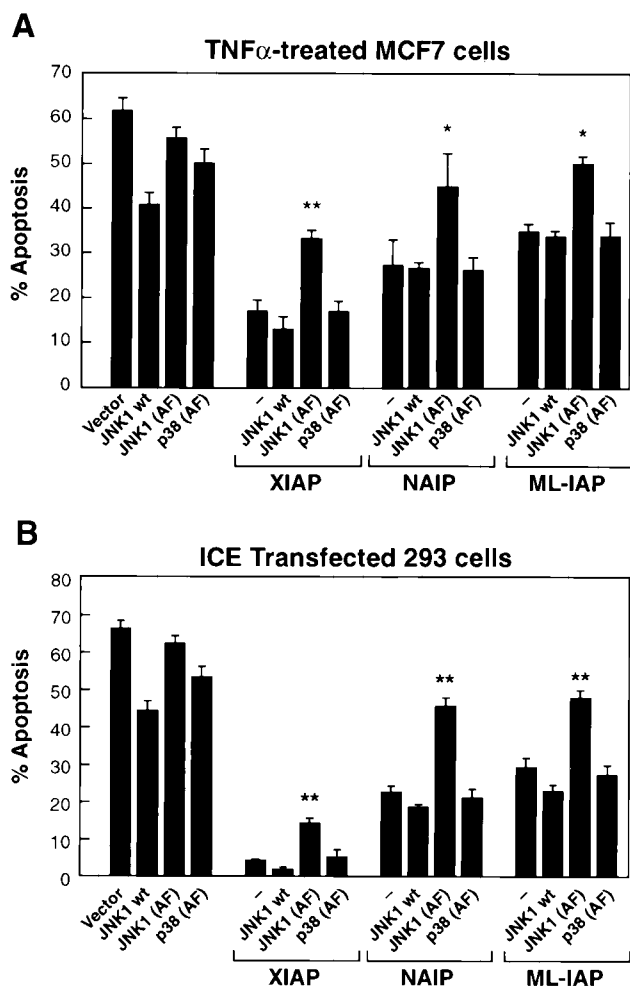 A
TNFα-treated MCF7 cells
% Apoptosis
70
60
50
40
30
20
10
0
**
*
*
Vector
JNK1 wt
JNK1 (AF)
p38 (AF)
–
JNK1 wt
JNK1 (AF)
p38 (AF)
–
JNK1 wt
JNK1 (AF)
p38 (AF)
–
JNK1 wt
JNK1 (AF)
p38 (AF)
XIAP
NAIP
ML-IAP
B
ICE Transfected 293 cells
% Apoptosis
80
70
60
50
40
30
20
10
0
**
**
**
Vector
JNK1 wt
JNK1 (AF)
p38 (AF)
–
JNK1 wt
JNK1 (AF)
p38 (AF)
–
JNK1 wt
JNK1 (AF)
p38 (AF)
–
JNK1 wt
JNK1 (AF)
p38 (AF)
XIAP
NAIP
ML-IAP